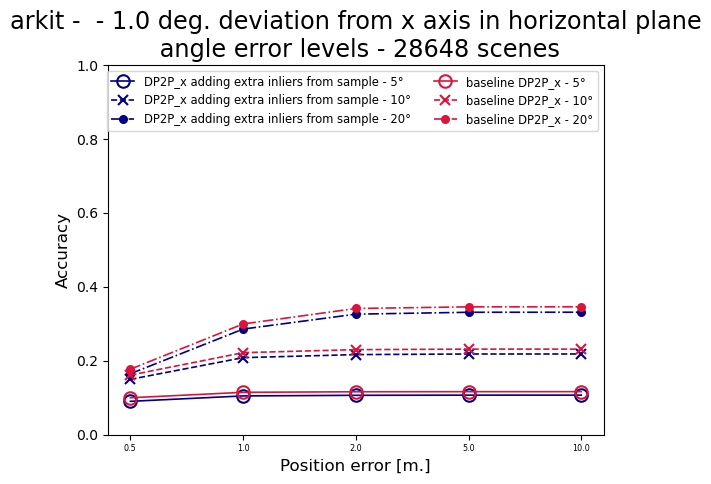 arkit -  - 1.0 deg. deviation from x axis in horizontal plane
angle error levels - 28648 scenes
DP2P_x adding extra inliers from sample - 5°
DP2P_x adding extra inliers from sample - 10°
DP2P_x adding extra inliers from sample - 20°
baseline DP2P_x - 5°
baseline DP2P_x - 10°
baseline DP2P_x - 20°
1.0
0.8
0.6
0.4
0.2
0.0
Accuracy
0.5
1.0
2.0
5.0
10.0
Position error [m.]